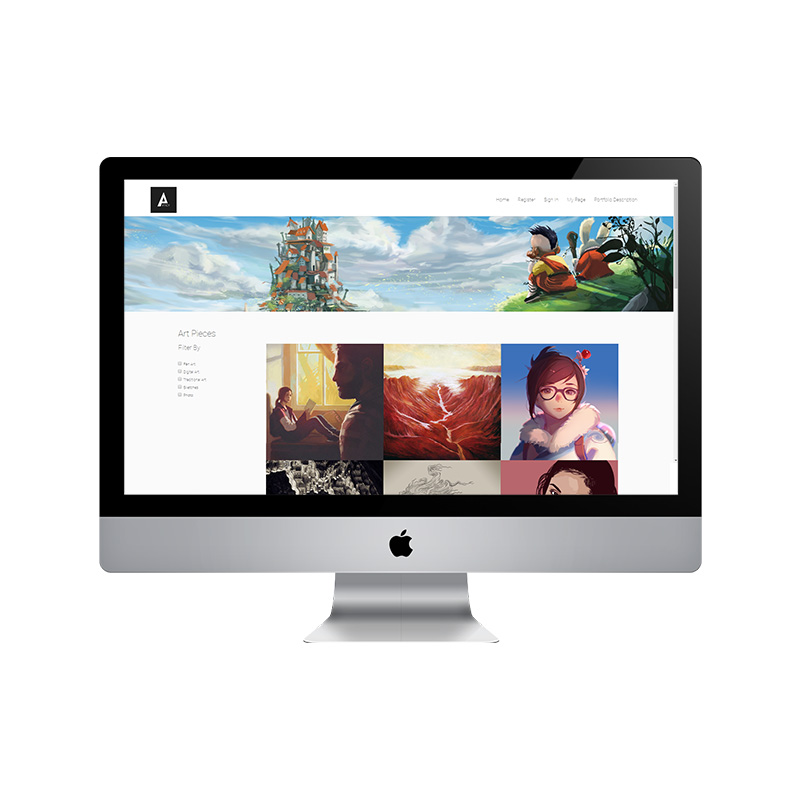 A
Home Register Sign In My Page Portfolio Description
Art Pieces
Filter By
Fan Art
Digital Art
Traditional Art
Sketches